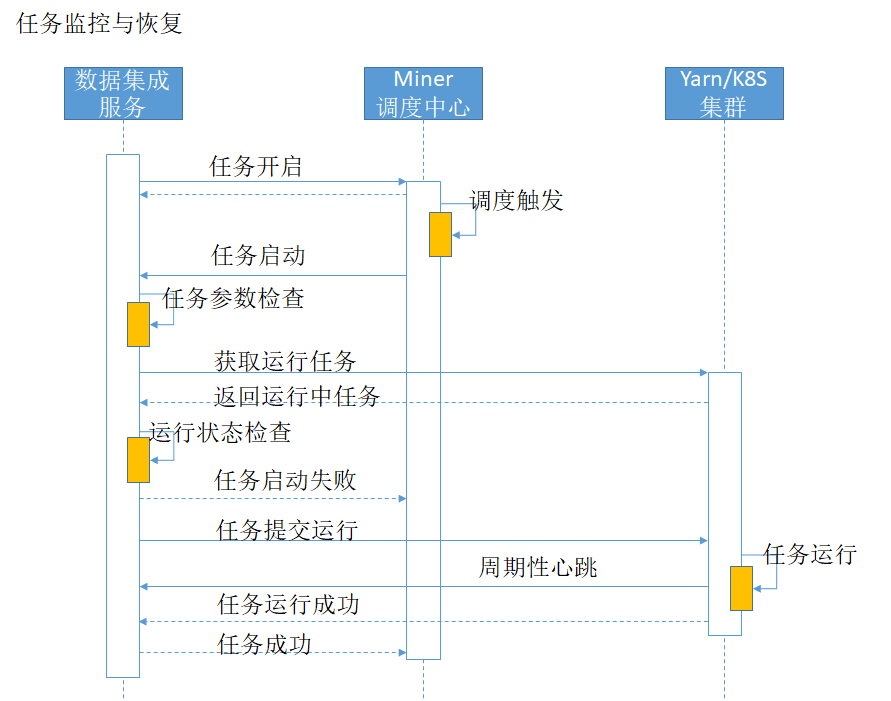 任务监控与恢复
数据集成
服务
Miner
调度中心
Yarn/K8S
集群
任务开启
调度触发
任务启动
任务参数检查
获取运行任务
返回运行中任务
运行状态检查
任务启动失败
任务提交运行
任务运行
周期性心跳
任务运行成功
任务成功